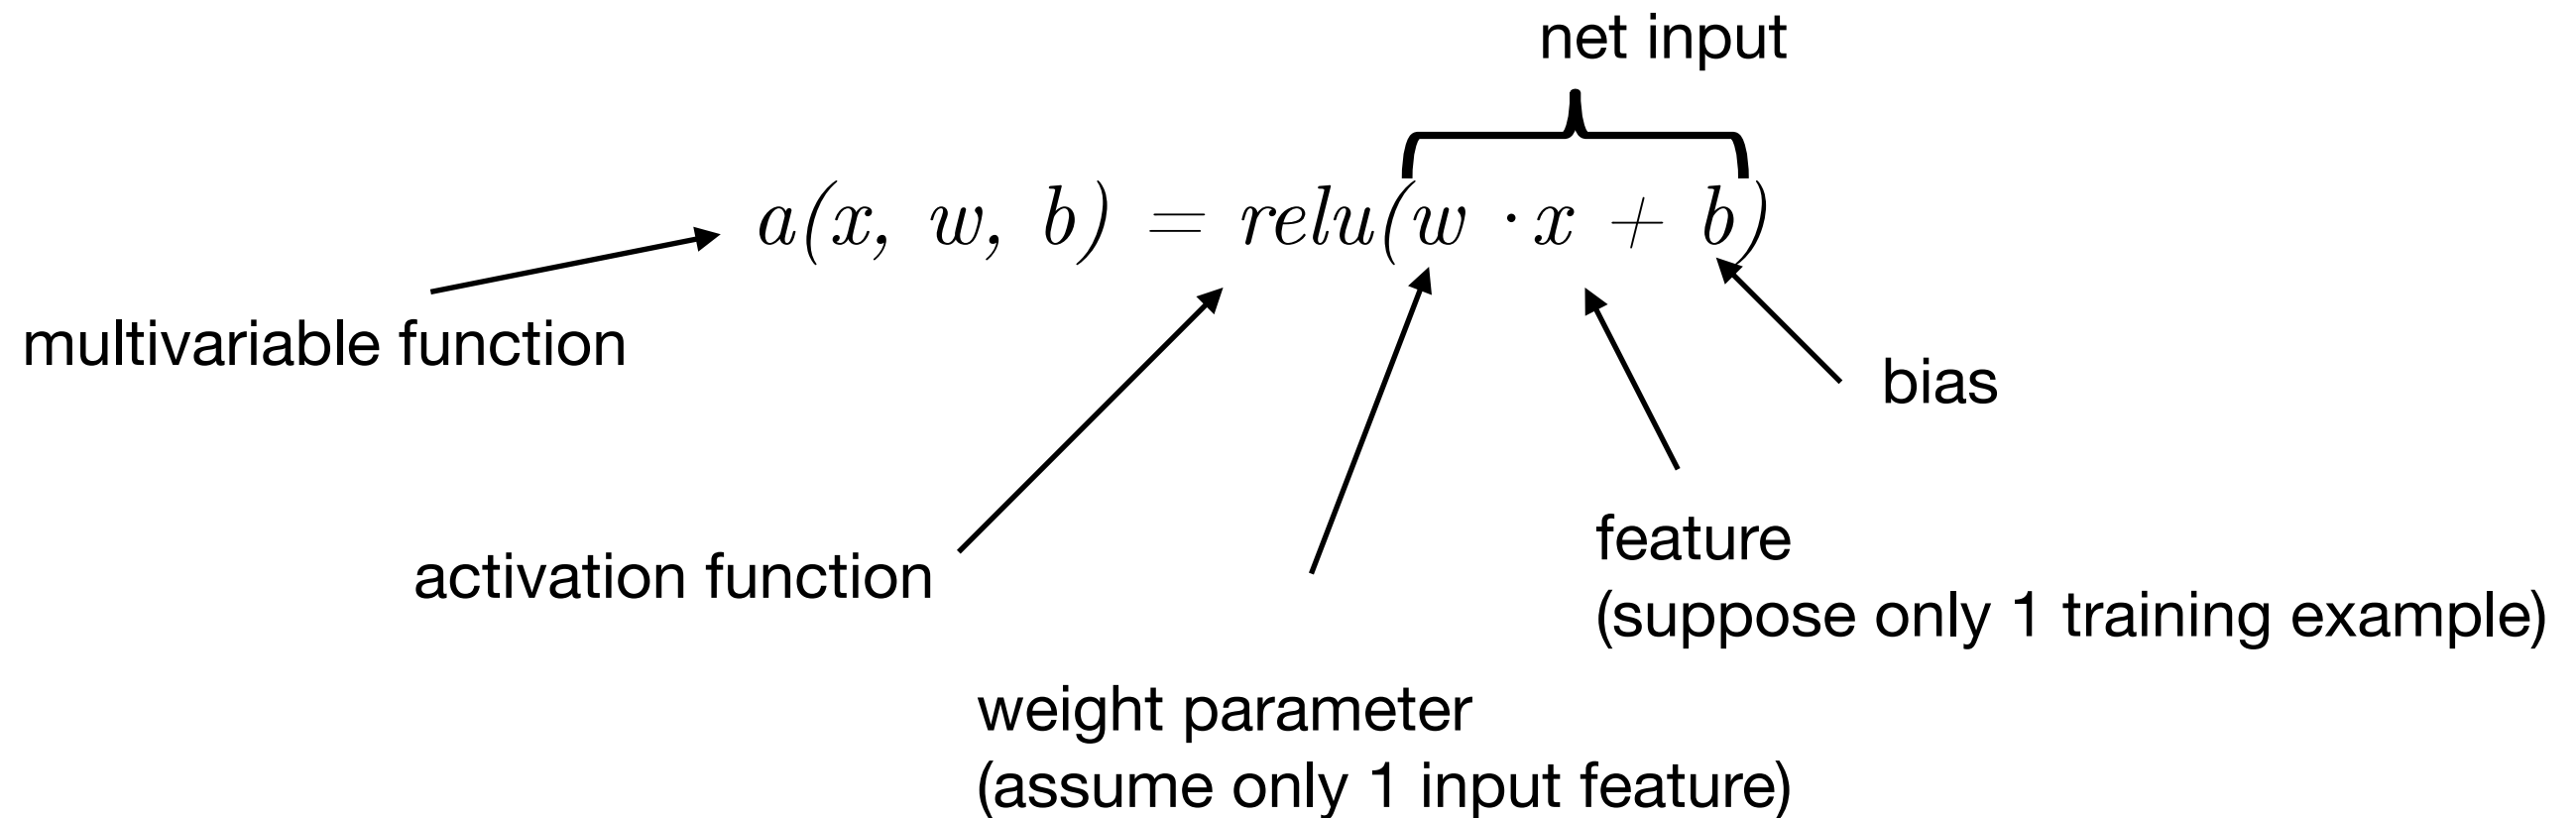 net input
a(x, w, b) = relu(w · x + b)
multivariable function
bias
activation function
feature
(suppose only 1 training example)
weight parameter
(assume only 1 input feature)